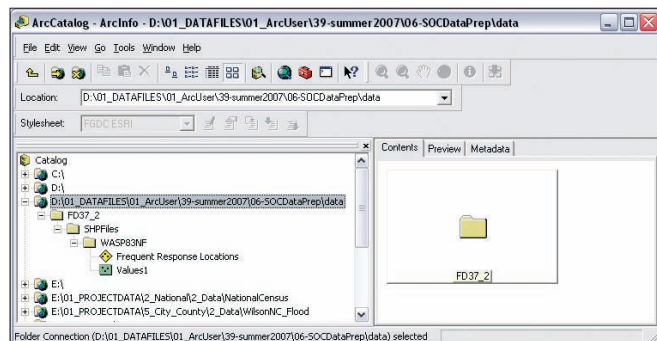 ArcCatalog - ArcInfo - D:\01_DATAFILES\01_ArcUser\39-summer2007\06-SOCDataPrep\data
File Edit View Go Tools Window Help
Location: D:\01_DATAFILES\01_ArcUser\39-summer2007\06-SOCDataPrep\data
Stylesheet: FGDC ESRI
Catalog
C:\
D:\
D:\01_DATAFILES\01_ArcUser\39-summer2007\06-SOCDataPrep\data
FD37_2
SHPFiles
WASP83NF
Frequent Response Locations
Values1
E:\
E:\01_PROJECTDATA\2_National\2_Data\NationalCensus
E:\01_PROJECTDATA\5_City_County\2_Data\WilsonNC_Flood
Contents Preview Metadata
FD37_2
Folder Connection (D:\01_DATAFILES\01_ArcUser\39-summer2007\06-SOCDataPrep\data) selected